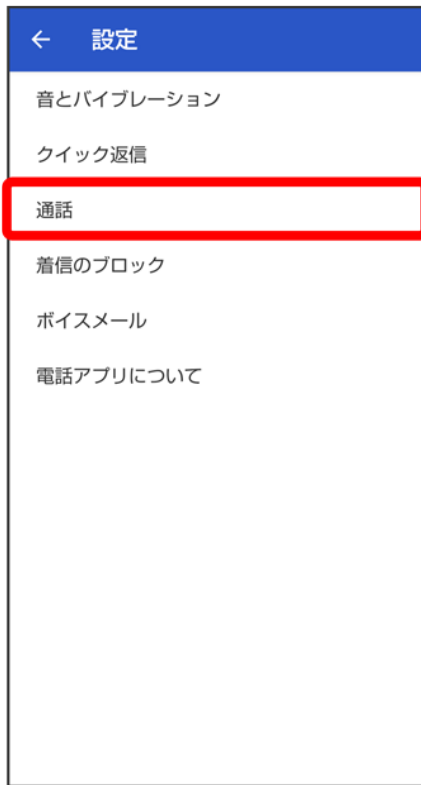 設定
音とバイブレーション
クイック返信
通話
着信のブロック
ボイスメール
電話アプリについて